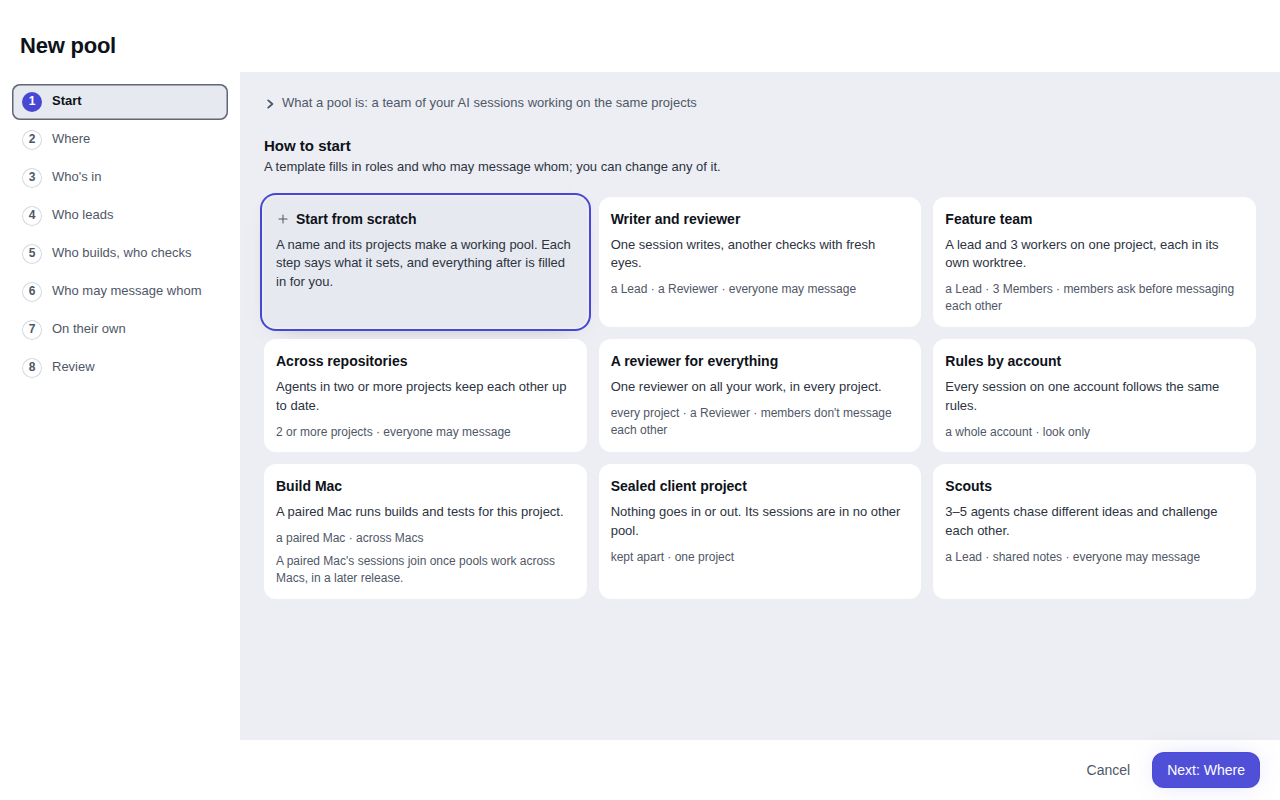 New pool
1 Start
2 Where
3 Who's in
4 Who leads
5 Who builds, who checks
6 Who may message whom
7 On their own
8 Review
What a pool is: a team of your AI sessions working on the same projects
How to start
A template fills in roles and who may message whom; you can change any of it.
Start from scratch
A name and its projects make a working pool. Each
step says what it sets, and everything after is filled
in for you.
Writer and reviewer
One session writes, another checks with fresh
eyes.
a Lead · a Reviewer · everyone may message
Feature team
A lead and 3 workers on one project, each in its
own worktree.
a Lead · 3 Members · members ask before messaging
each other
Across repositories
Agents in two or more projects keep each other up
to date.
2 or more projects · everyone may message
A reviewer for everything
One reviewer on all your work, in every project.
every project · a Reviewer · members don't message
each other
Rules by account
Every session on one account follows the same
rules.
a whole account · look only
Build Mac
A paired Mac runs builds and tests for this project.
a paired Mac · across Macs
A paired Mac's sessions join once pools work across
Macs, in a later release.
Sealed client project
Nothing goes in or out. Its sessions are in no other
pool.
kept apart · one project
Scouts
3–5 agents chase different ideas and challenge
each other.
a Lead · shared notes · everyone may message
Cancel
Next: Where